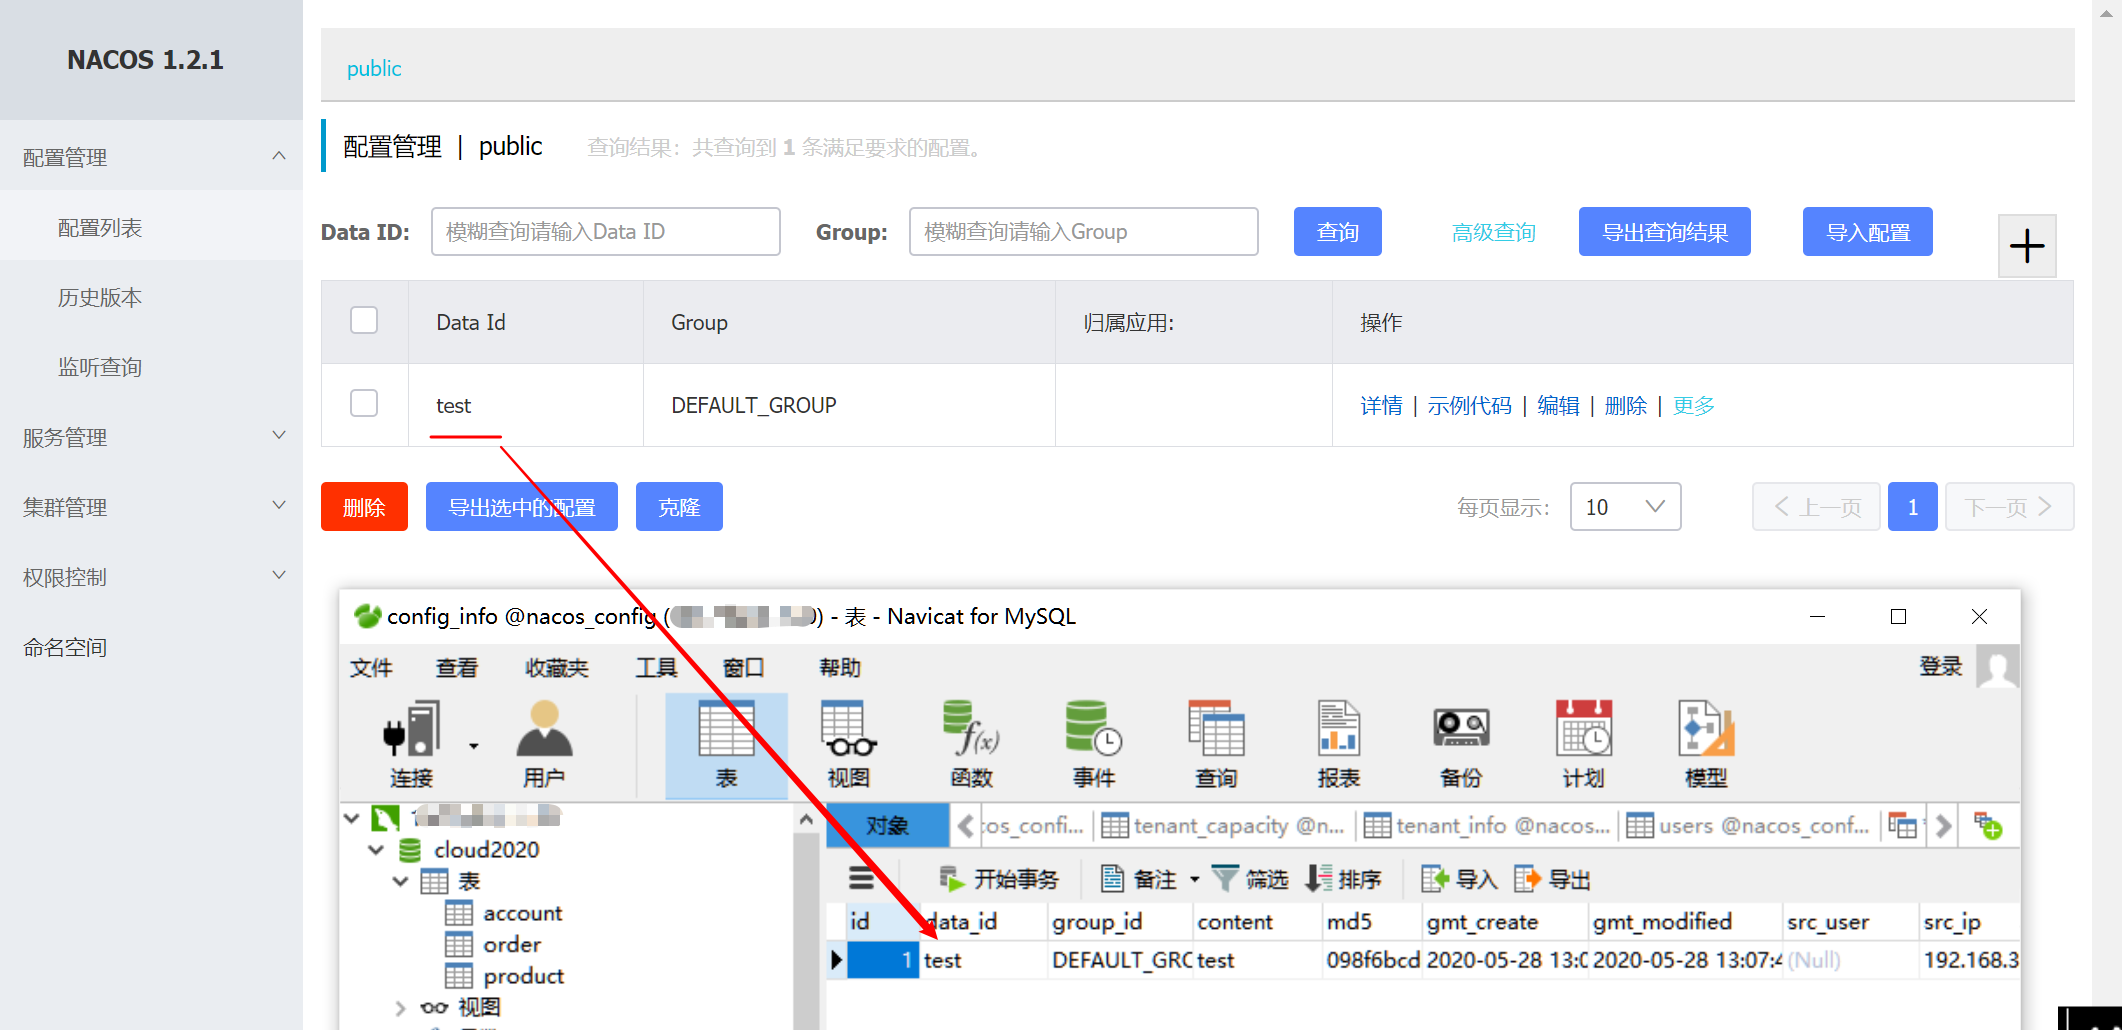 NACOS 1.2.1
配置管理
配置列表
历史版本
监听查询
服务管理
集群管理
权限控制
命名空间
public
配置管理 | public 查询结果：共查询到 1 条满足要求的配置。
Data ID: 模糊查询请输入Data ID Group: 模糊查询请输入Group 查询 高级查询 导出查询结果 导入配置
Data Id Group 归属应用: 操作
test DEFAULT_GROUP 详情 | 示例代码 | 编辑 | 删除 | 更多
删除 导出选中的配置 克隆 每页显示: 10 上一页 1 下一页
config_info @nacos_config ( ) - 表 - Navicat for MySQL
文件 查看 收藏夹 工具 窗口 帮助 登录
连接 用户 表 视图 函数 事件 查询 报表 备份 计划 模型
cloud2020
表
account
order
product
视图
对象 cos_confi... tenant_capacity @n... tenant_info @nacos... users @nacos_conf...
开始事务 备注 筛选 排序 导入 导出
id data_id group_id content md5 gmt_create gmt_modified src_user src_ip
1 test DEFAULT_GRC test 098f6bcd 2020-05-28 13:0 2020-05-28 13:07:4 (Null) 192.168.3